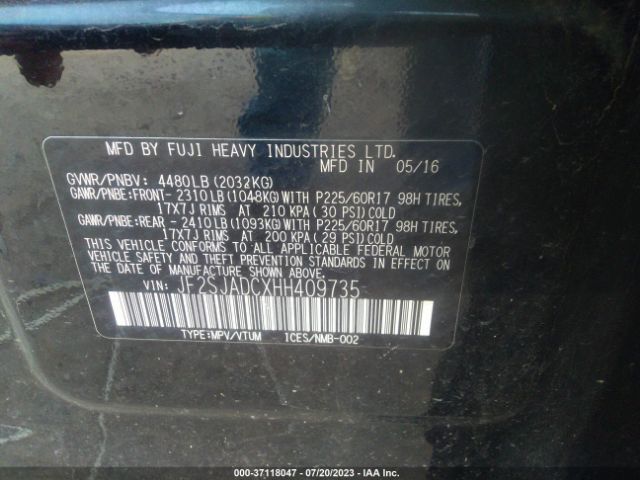 MFD BY FUJI HEAVY INDUSTRIES LTD.
MFD IN 05/16
GVWR/PNBV: 4480LB(2032KG)
GAWR/PNBE:FRONT- 2310LB(1048KG)WITH P225/60R17 98H TIRES,
17X7J RIMS AT 210 KPA(30 PSI)COLD
GAWR/PNBE:REAR -2410LB(1093KG)WITH P225/60R17 98H TIRES,
17X7J RIMS AT 200 KPA(29 PSI)COLD
THIS VEHICLE CONFORMS TO ALL APPLICABLE FEDERAL MOTOR
VEHICLE SAFETY AND THEFT PREVENTION STANDARDS IN EFFECT
ON THE DATE OF MANUFACTURE SHOWN ABOVE.
VIN: JF2SJADCXHH409735
TYPE:MPV/VTUM ICES/NMB-002
000-37118047 / 07/20/2023 / IAA Inc.